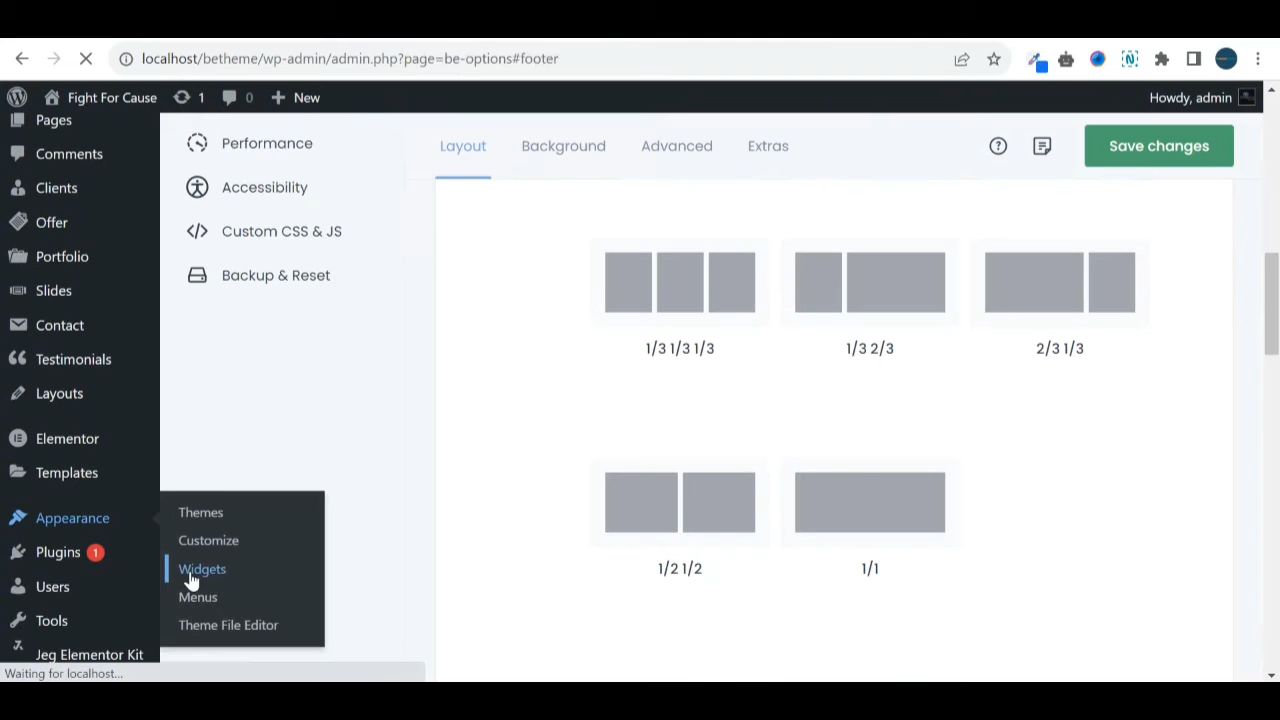 localhost/betheme/wp-admin/admin.php?page=be-options#footer
Fight For Cause 1 0 New Howdy, admin
Pages
Comments
Clients
Offer
Portfolio
Slides
Contact
Testimonials
Layouts
Elementor
Templates
Appearance
Plugins 1
Users
Tools
Jeg Elementor Kit
Themes
Customize
Widgets
Menus
Theme File Editor
Performance
Accessibility
Custom CSS & JS
Backup & Reset
Layout Background Advanced Extras Save changes
1/3 1/3 1/3 1/3 2/3 2/3 1/3
1/2 1/2 1/1
Waiting for localhost...